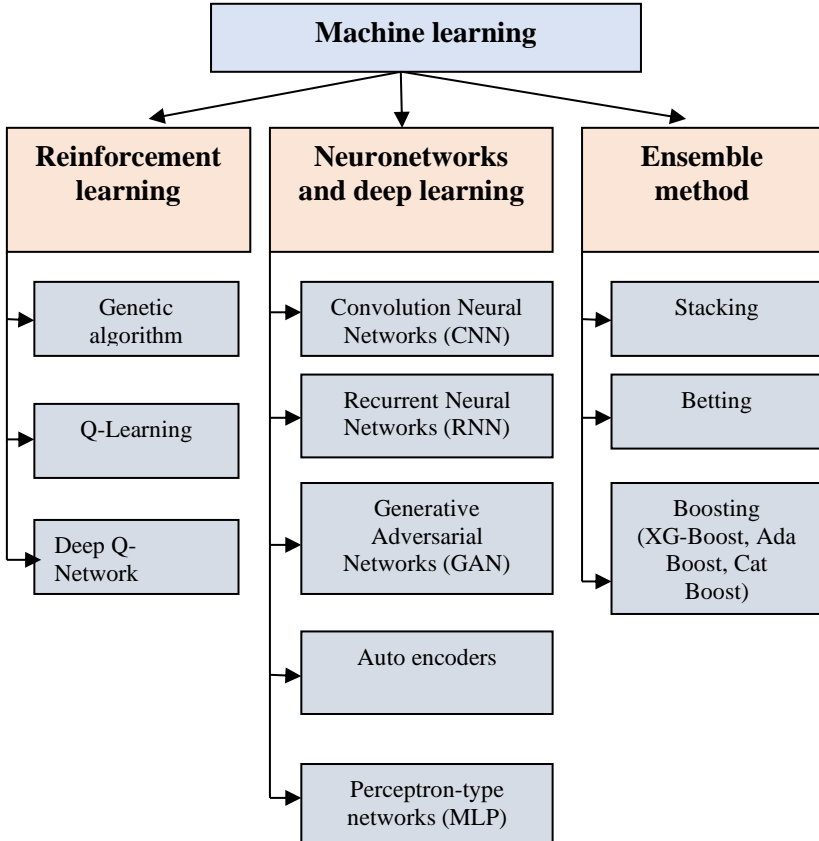 Machine learning
Reinforcement
learning
Genetic
algorithm
Q-Learning
Deep Q-
Network
Neuronetworks
and deep learning
Convolution Neural
Networks (CNN)
Recurrent Neural
Networks (RNN)
Generative
Adversarial
Networks (GAN)
Auto encoders
Perceptron-type
networks (MLP)
Ensemble
method
Stacking
Betting
Boosting
(XG-Boost, Ada
Boost, Cat
Boost)